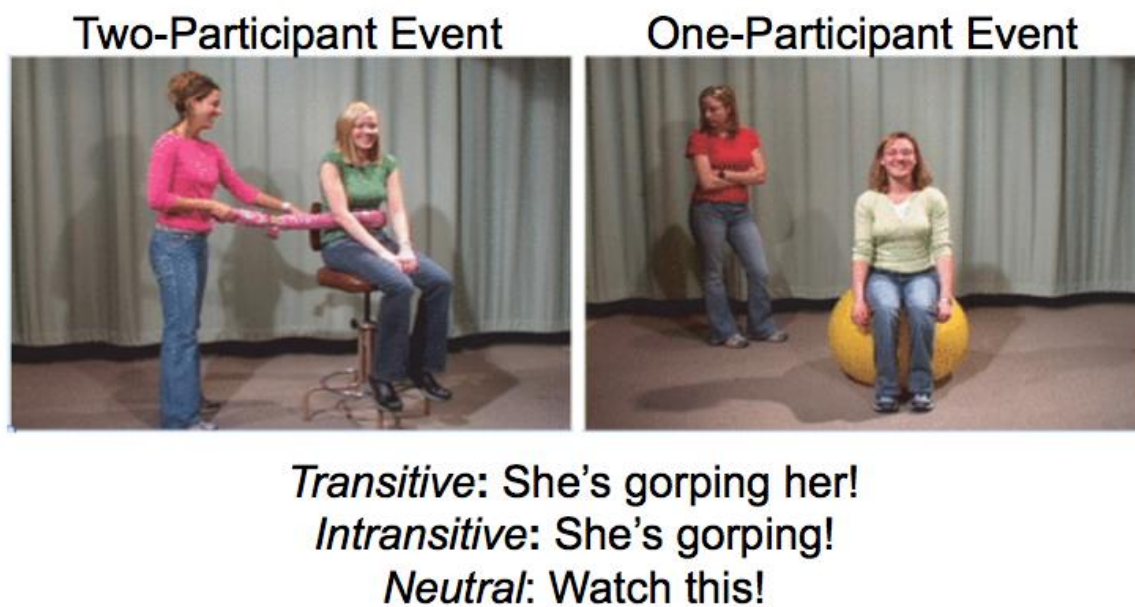 Two-Participant Event
One-Participant Event
Transitive: She's gorping her!
Intransitive: She's gorping!
Neutral: Watch this!